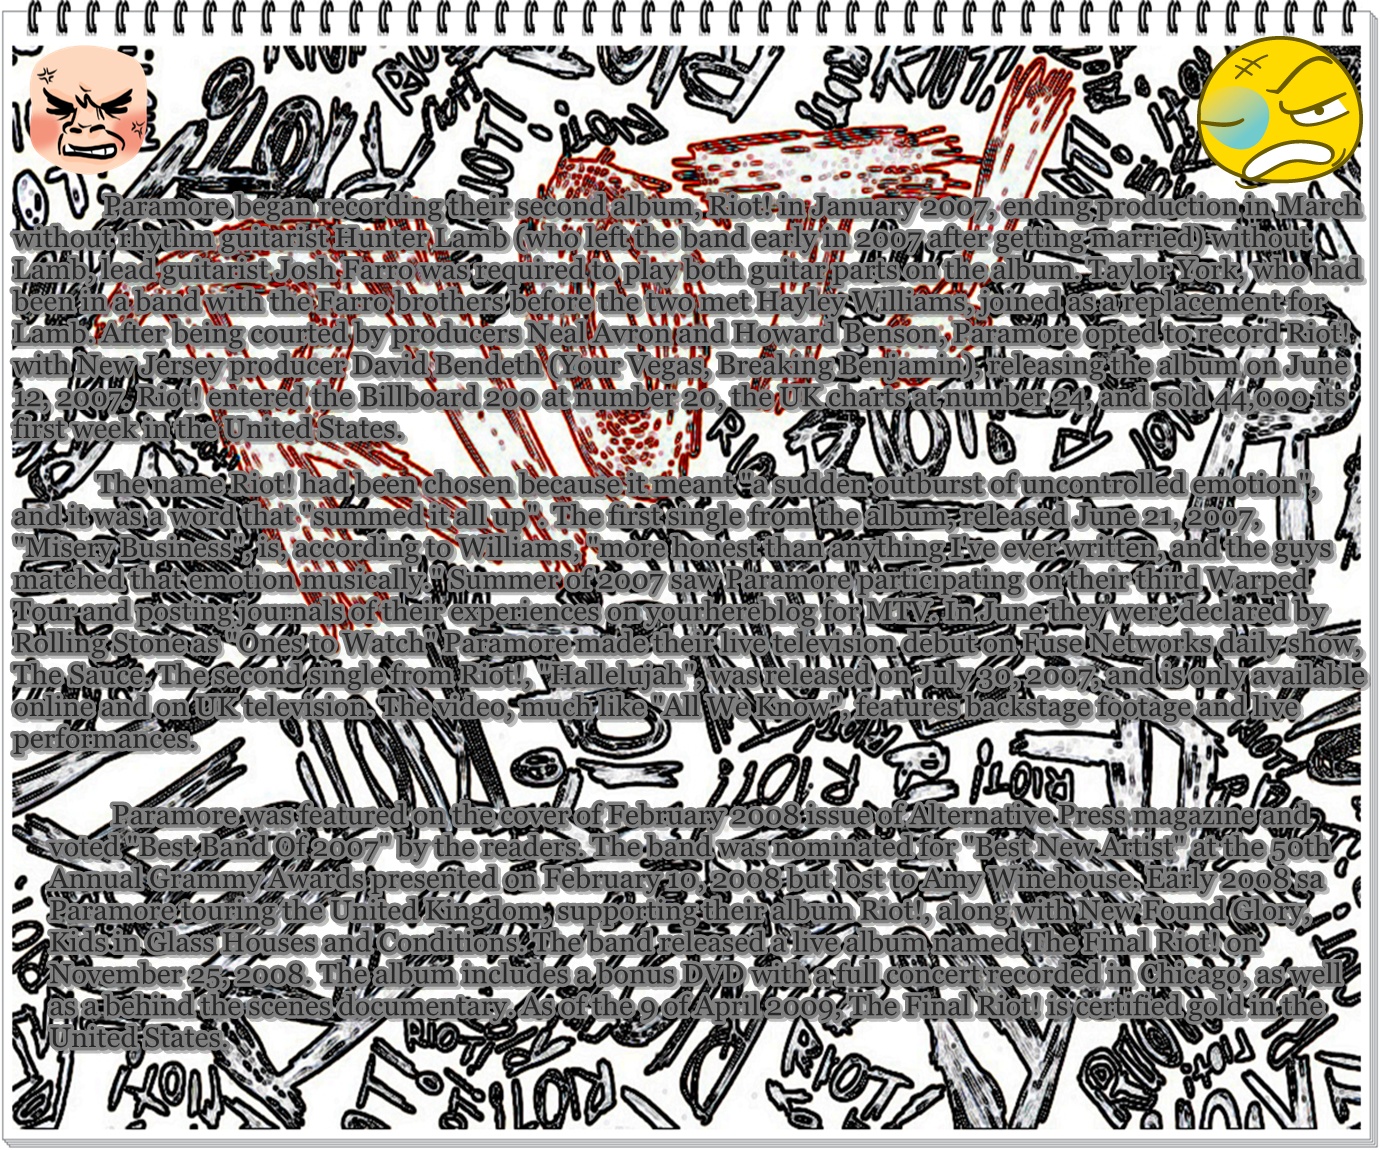 Paramore began recording their second album, Riot! in January 2007, ending production in March
without rhythm guitarist Hunter Lamb (who left the band early in 2007 after getting married) without
Lamb, lead guitarist Josh Farro was required to play both guitar parts on the album. Taylor York, who had
been in a band with the Farro brothers before the two met Hayley Williams, joined as a replacement for
Lamb. After being courted by producers Neal Avron and Howard Benson, Paramore opted to record Riot!
with New Jersey producer David Bendeth (Your Vegas, Breaking Benjamin), releasing the album on June
12, 2007. Riot! entered the Billboard 200 at number 20, the UK charts at number 24, and sold 44,000 its
first week in the United States.
The name Riot! had been chosen because it meant "a sudden outburst of uncontrolled emotion",
and it was a word that "summed it all up". The first single from the album, released June 21, 2007,
"Misery Business", is, according to Williams, "more honest than anything I've ever written, and the guys
matched that emotion musically." Summer of 2007 saw Paramore participating on their third Warped
Tour and posting journals of their experiences on yourhereblog for MTV. In June they were declared by
Rolling Stone as "Ones to Watch" Paramore made their live television debut on Fuse Networks daily show,
The Sauce. The second single from Riot!, "Hallelujah", was released on July 30, 2007, and is only available
online and on UK television. The video, much like "All We Know", features backstage footage and live
performances.
Paramore was featured on the cover of February 2008 issue of Alternative Press magazine and
voted "Best Band Of 2007" by the readers. The band was nominated for "Best New Artist" at the 50th
Annual Grammy Awards presented on February 10, 2008 but lost to Amy Winehouse. Early 2008 sa
Paramore touring the United Kingdom, supporting their album Riot!, along with New Found Glory,
Kids in Glass Houses and Conditions. The band released a live album named The Final Riot! on
November 25, 2008. The album includes a bonus DVD with a full concert recorded in Chicago, as well
as a behind the scenes documentary. As of the 9 of April 2009, The Final Riot! is certified gold in the
United States.